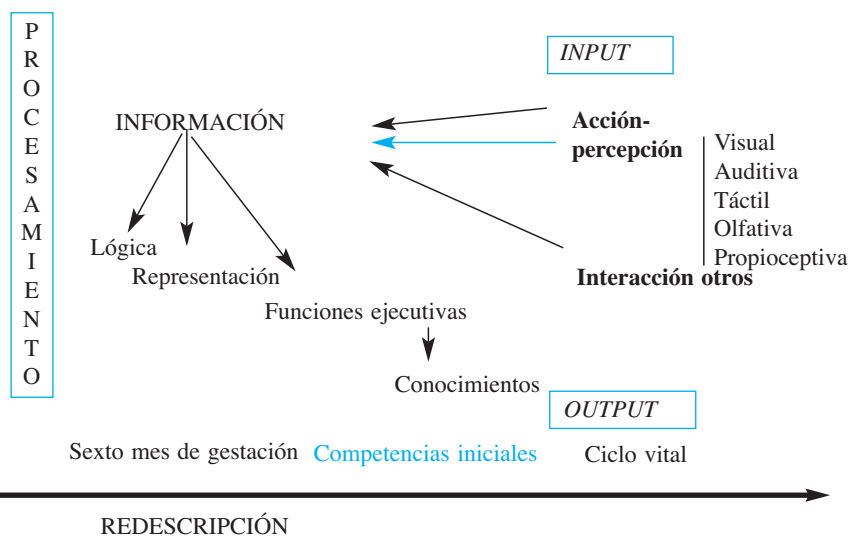 P
R
O
C
E
S
A
M
I
E
N
T
O
INPUT
INFORMACIÓN
Acción-
percepción
Visual
Auditiva
Táctil
Olfativa
Propioceptiva
Interacción otros
Lógica
Representación
Funciones ejecutivas
Conocimientos
OUTPUT
Sexto mes de gestación Competencias iniciales Ciclo vital
REDESCRIPCIÓN